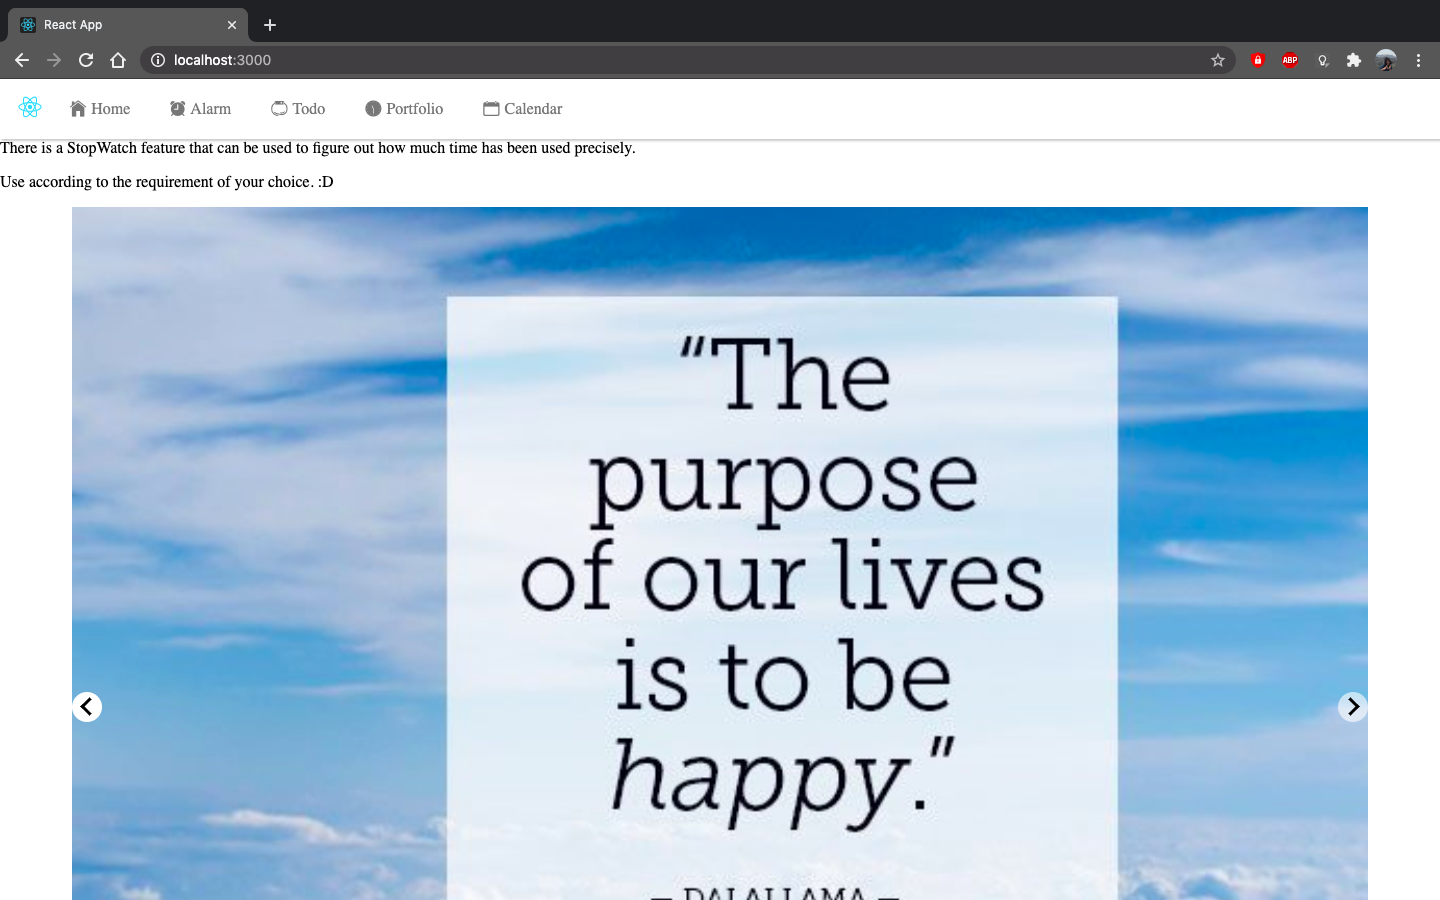 React App
localhost:3000
ABP
Home Alarm Todo Portfolio Calendar
There is a StopWatch feature that can be used to figure out how much time has been used precisely.
Use according to the requirement of your choice. :D
“The
purpose
of our lives
is to be
happy.”
— DALAI LAMA —